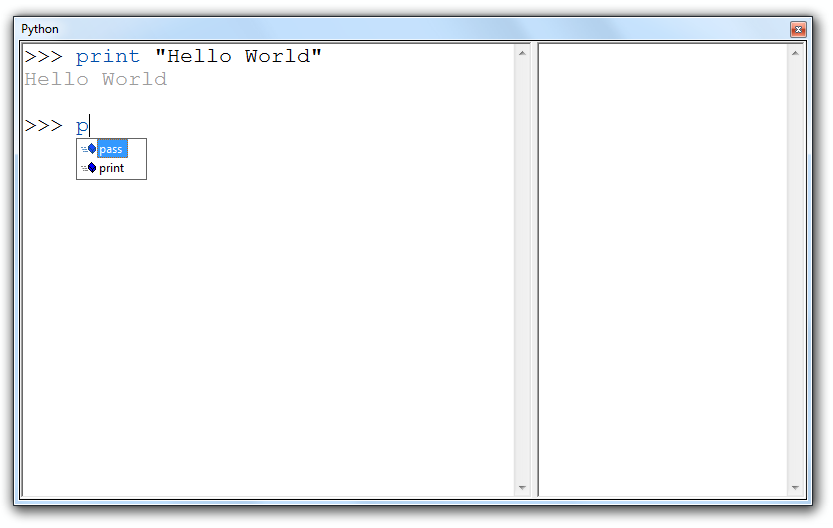 Python
>>> print "Hello World"
Hello World
>>> p
pass
print